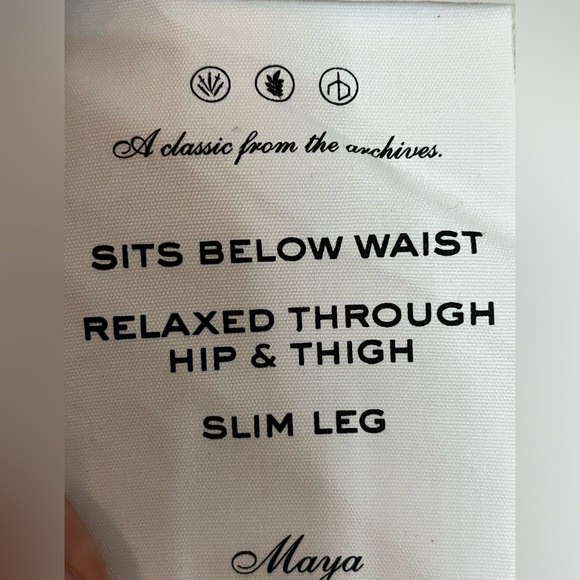 A classic from the archives.
SITS BELOW WAIST
RELAXED THROUGH
HIP & THIGH
SLIM LEG
Maya